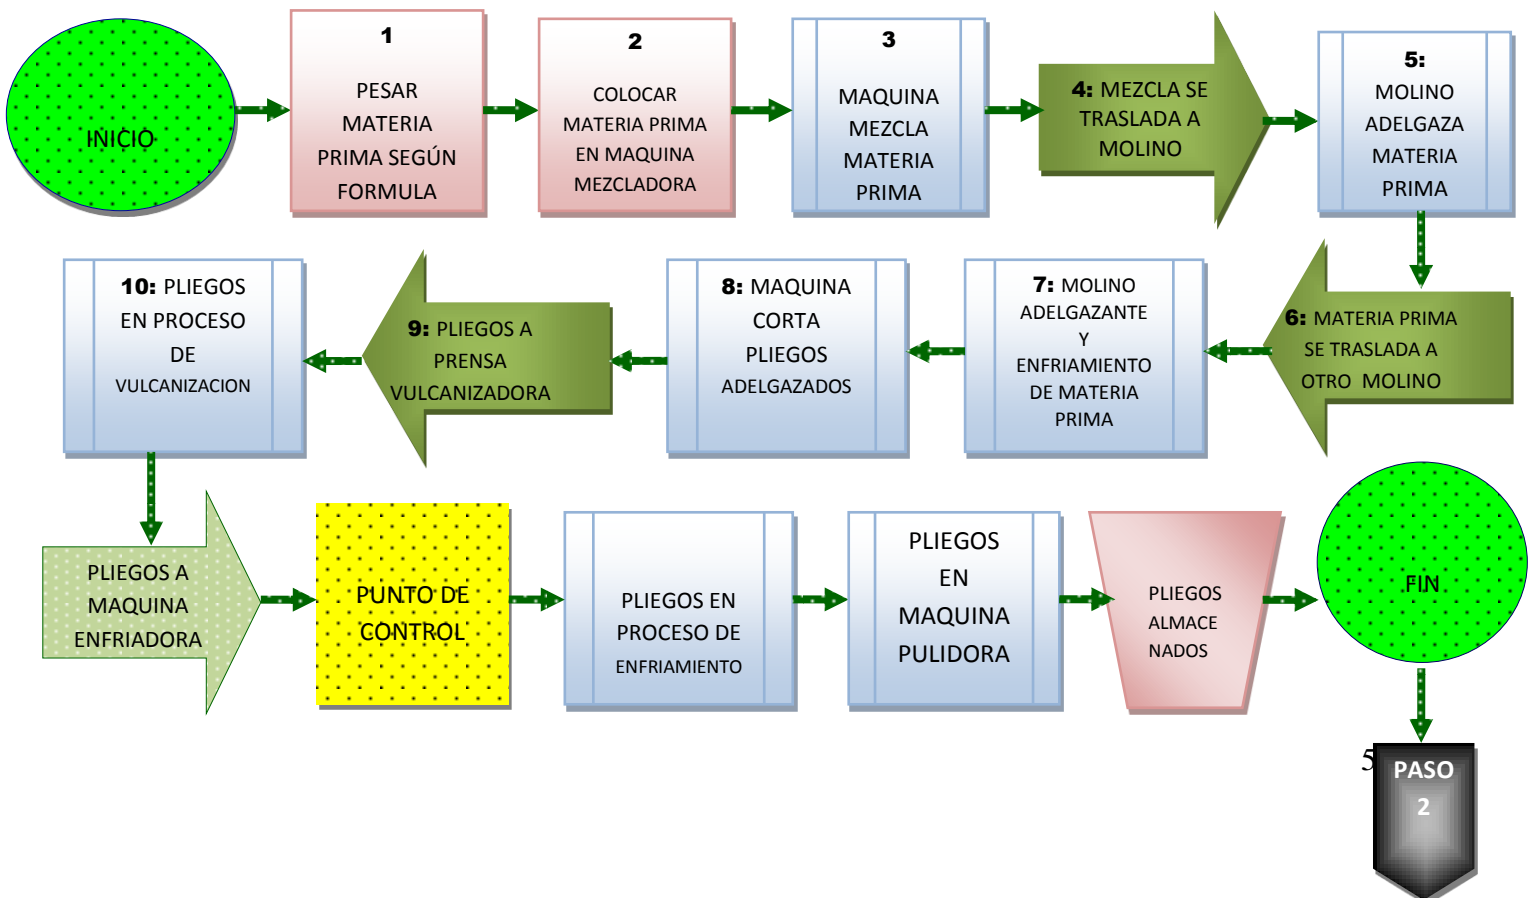 INICIO
1
PESAR
MATERIA
PRIMA SEGÚN
FORMULA
2
COLOCAR
MATERIA PRIMA
EN MAQUINA
MEZCLADORA
3
MAQUINA
MEZCLA
MATERIA
PRIMA
4: MEZCLA SE
TRASLADA A
MOLINO
5:
MOLINO
ADELGAZA
MATERIA
PRIMA
6: MATERIA PRIMA
SE TRASLADA A
OTRO MOLINO
7: MOLINO
ADELGAZANTE
Y
ENFRIAMIENTO
DE MATERIA
PRIMA
8: MAQUINA
CORTA
PLIEGOS
ADELGAZADOS
9: PLIEGOS A
PRENSA
VULCANIZADORA
10: PLIEGOS
EN PROCESO
DE
VULCANIZACION
PLIEGOS A
MAQUINA
ENFRIADORA
PUNTO DE
CONTROL
PLIEGOS EN
PROCESO DE
ENFRIAMIENTO
PLIEGOS
EN
MAQUINA
PULIDORA
PLIEGOS
ALMACE
NADOS
FIN
5
PASO
2